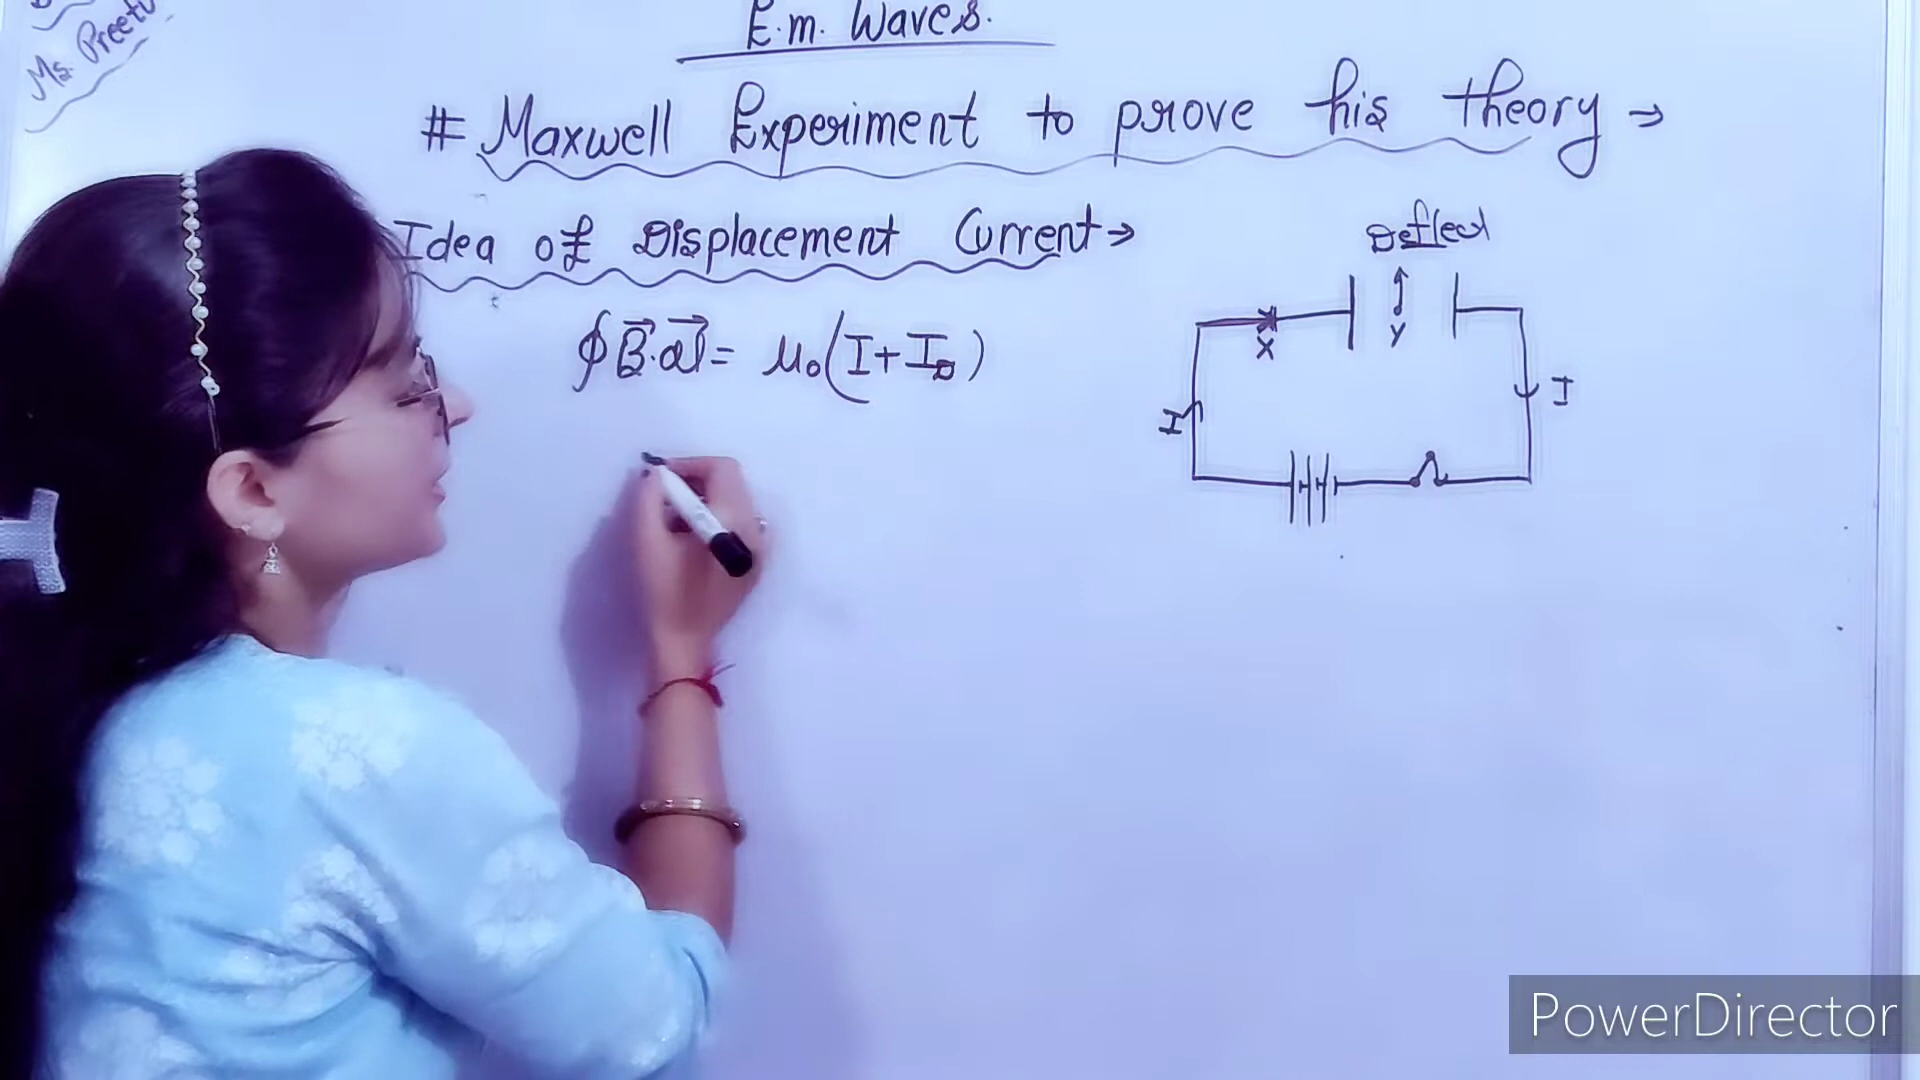 Ms. Preeti
E.m. Waves.
# Maxwell Experiment to prove his theory →
Idea of Displacement Current →
Deflect
∮B⃗.dl⃗ = μ₀(I+I_D)
X
Y
I
I
PowerDirector